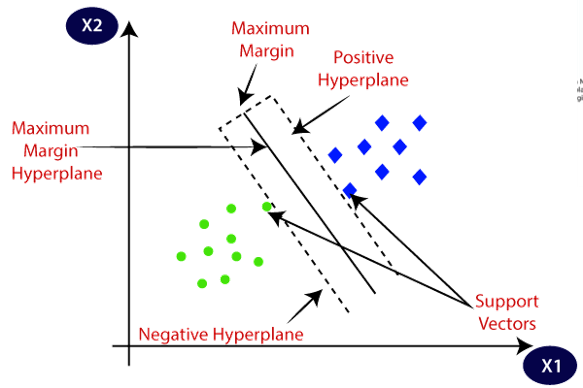 X2
Maximum
Margin
Positive
Hyperplane
Maximum
Margin
Hyperplane
Support
Vectors
Negative Hyperplane
X1